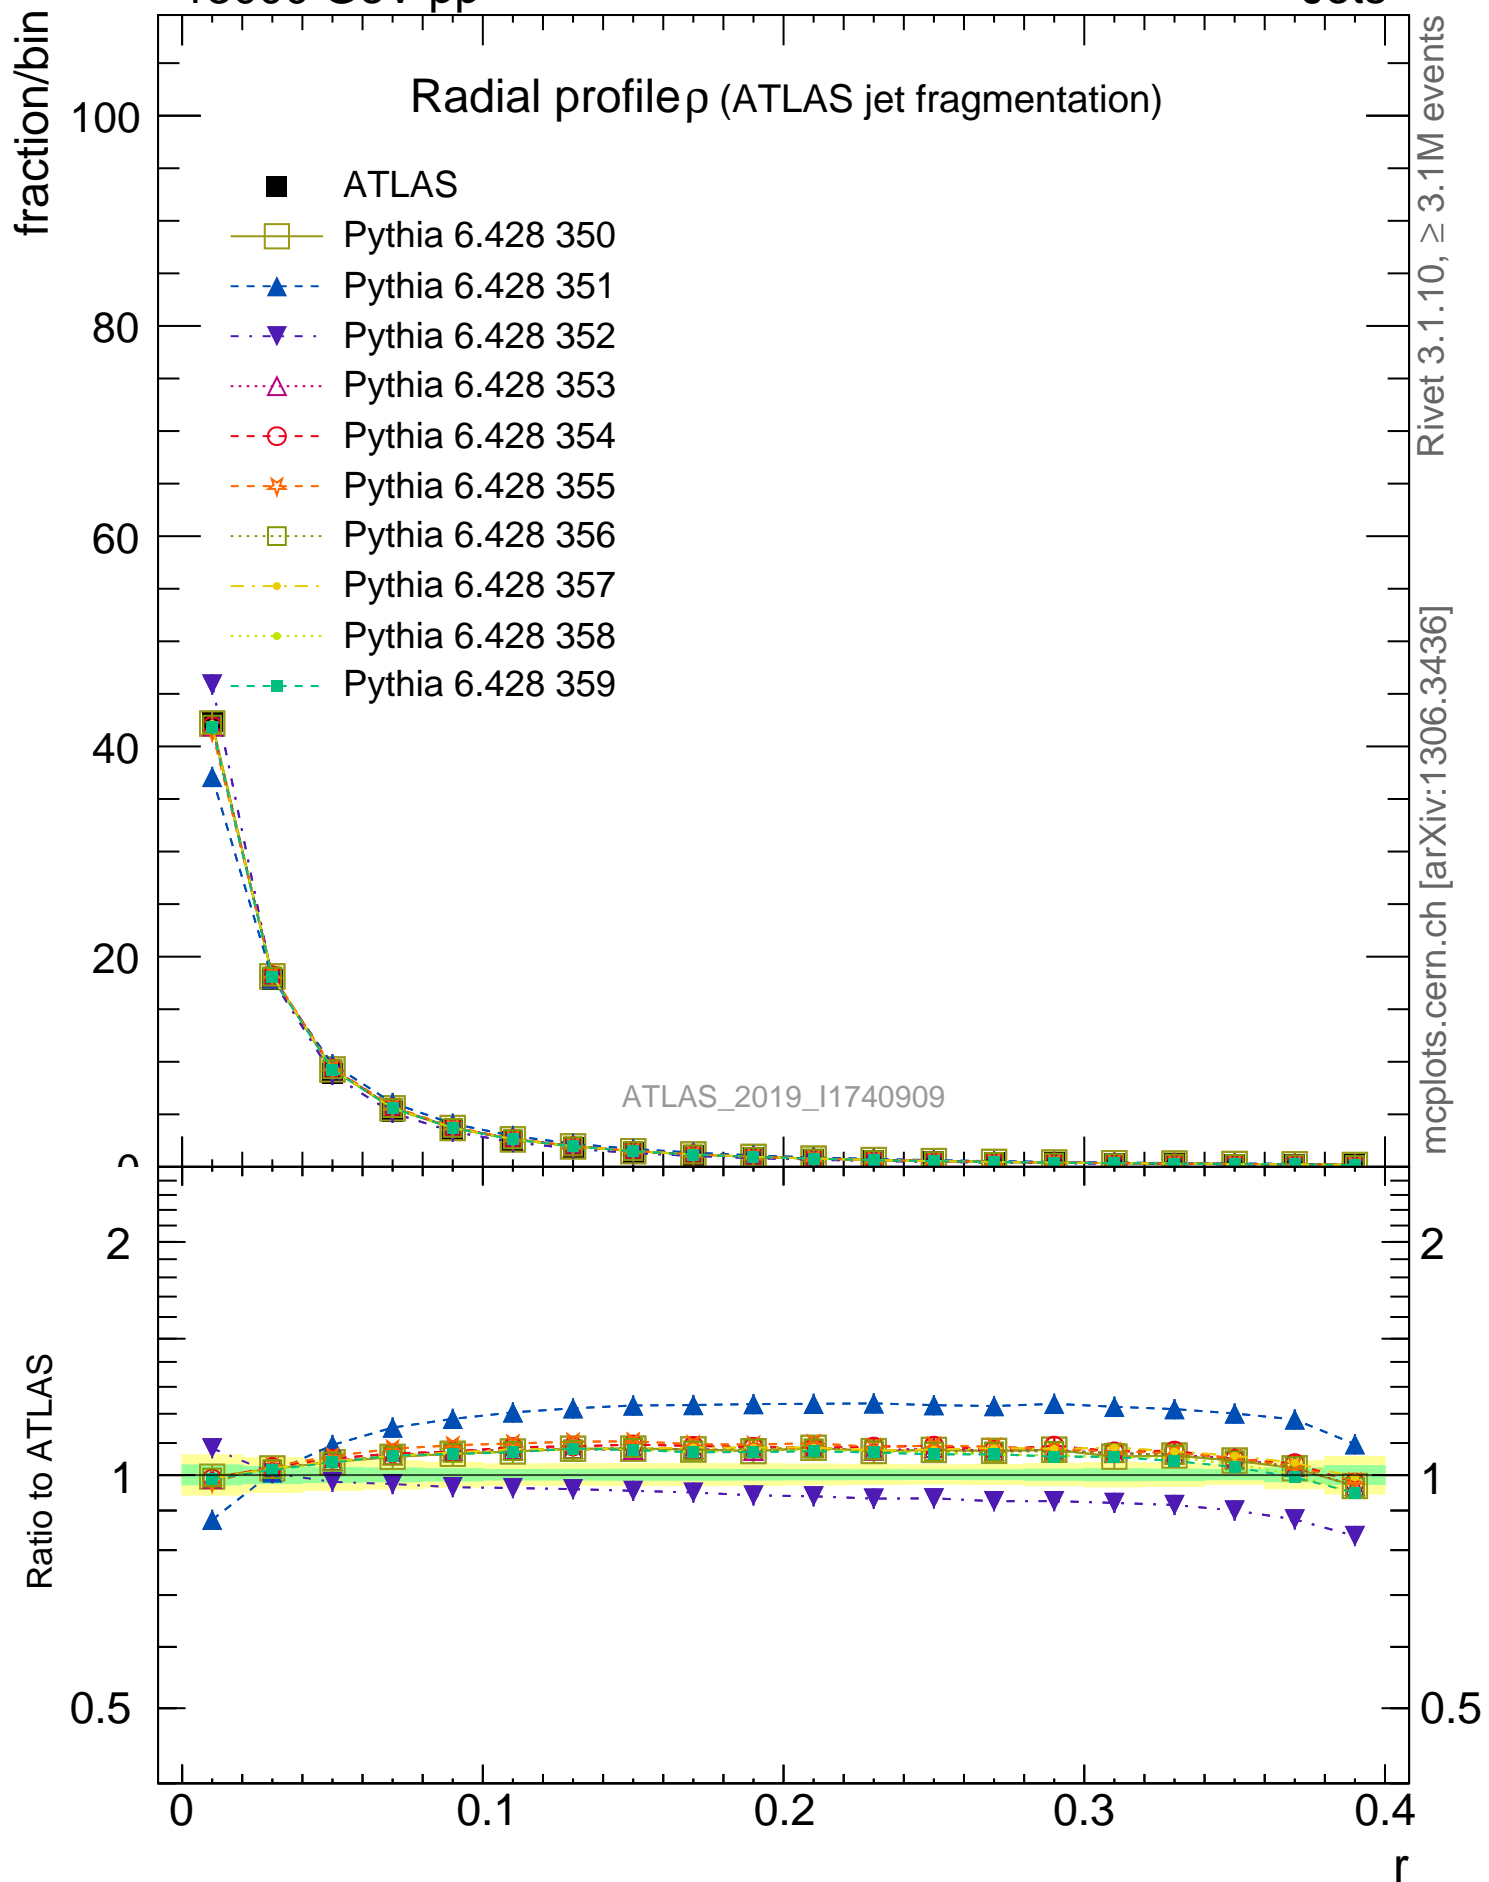 fraction/bin
Radial profile ρ (ATLAS jet fragmentation)
ATLAS
Pythia 6.428 350
Pythia 6.428 351
Pythia 6.428 352
Pythia 6.428 353
Pythia 6.428 354
Pythia 6.428 355
Pythia 6.428 356
Pythia 6.428 357
Pythia 6.428 358
Pythia 6.428 359
100
80
60
40
20
0
ATLAS_2019_I1740909
Rivet 3.1.10, ≥ 3.1M events
mcplots.cern.ch [arXiv:1306.3436]
Ratio to ATLAS
2
1
0.5
2
1
0.5
0
0.1
0.2
0.3
0.4
r